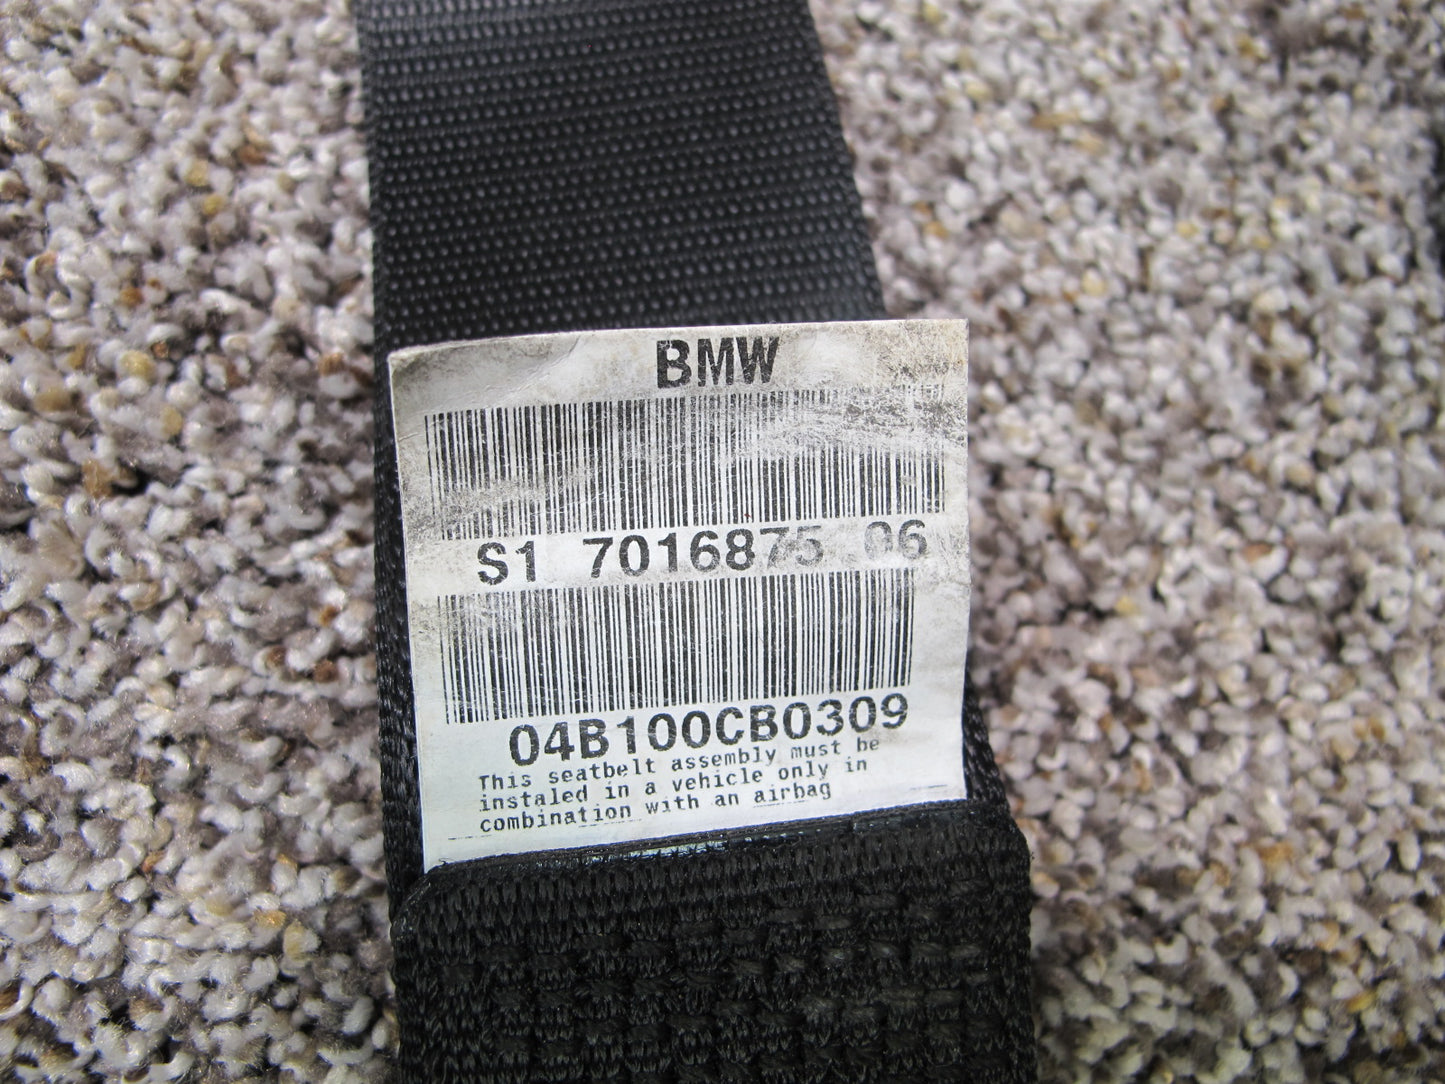 BMW
S1 7016875 06
04B100CB0309
This seatbelt assembly must be
instaled in a vehicle only in
combination with an airbag